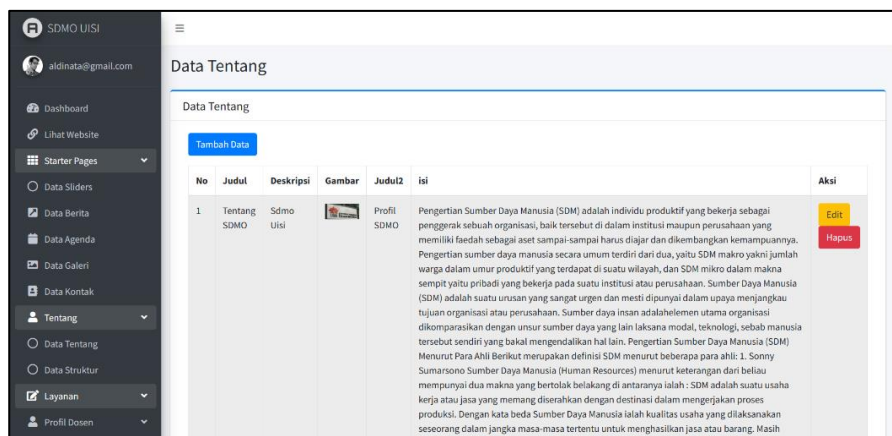 SDMO UISI
aldinata@gmail.com
Dashboard
Lihat Website
Starter Pages
Data Sliders
Data Berita
Data Agenda
Data Galeri
Data Kontak
Tentang
Data Tentang
Data Struktur
Layanan
Profil Dosen
Data Tentang
Data Tentang
Tambah Data
No Judul Deskripsi Gambar Judul2 isi Aksi
1 Tentang SDMO Sdmo Uisi Profil SDMO
Pengertian Sumber Daya Manusia (SDM) adalah individu produktif yang bekerja sebagai
penggerak sebuah organisasi, baik tersebut di dalam institusi maupun perusahaan yang
memiliki faedah sebagai aset sampai-sampai harus diajar dan dikembangkan kemampuannya.
Pengertian sumber daya manusia secara umum terdiri dari dua, yaitu SDM makro yakni jumlah
warga dalam umur produktif yang terdapat di suatu wilayah, dan SDM mikro dalam makna
sempit yaitu pribadi yang bekerja pada suatu institusi atau perusahaan. Sumber Daya Manusia
(SDM) adalah suatu urusan yang sangat urgen dan mesti dipunyai dalam upaya menjangkau
tujuan organisasi atau perusahaan. Sumber daya insan adalahelemen utama organisasi
dikomparasikan dengan unsur sumber daya yang lain laksana modal, teknologi, sebab manusia
tersebut sendiri yang bakal mengendalikan hal lain. Pengertian Sumber Daya Manusia (SDM)
Menurut Para Ahli Berikut merupakan definisi SDM menurut beberapa para ahli: 1. Sonny
Sumarsono Sumber Daya Manusia (Human Resources) menurut keterangan dari beliau
mempunyai dua makna yang bertolak belakang di antaranya ialah : SDM adalah suatu usaha
kerja atau jasa yang memang diserahkan dengan destinasi dalam mengerjakan proses
produksi. Dengan kata beda Sumber Daya Manusia ialah kualitas usaha yang dilaksanakan
seseorang dalam jangka masa-masa tertentu untuk menghasilkan jasa atau barang. Masih
Edit
Hapus